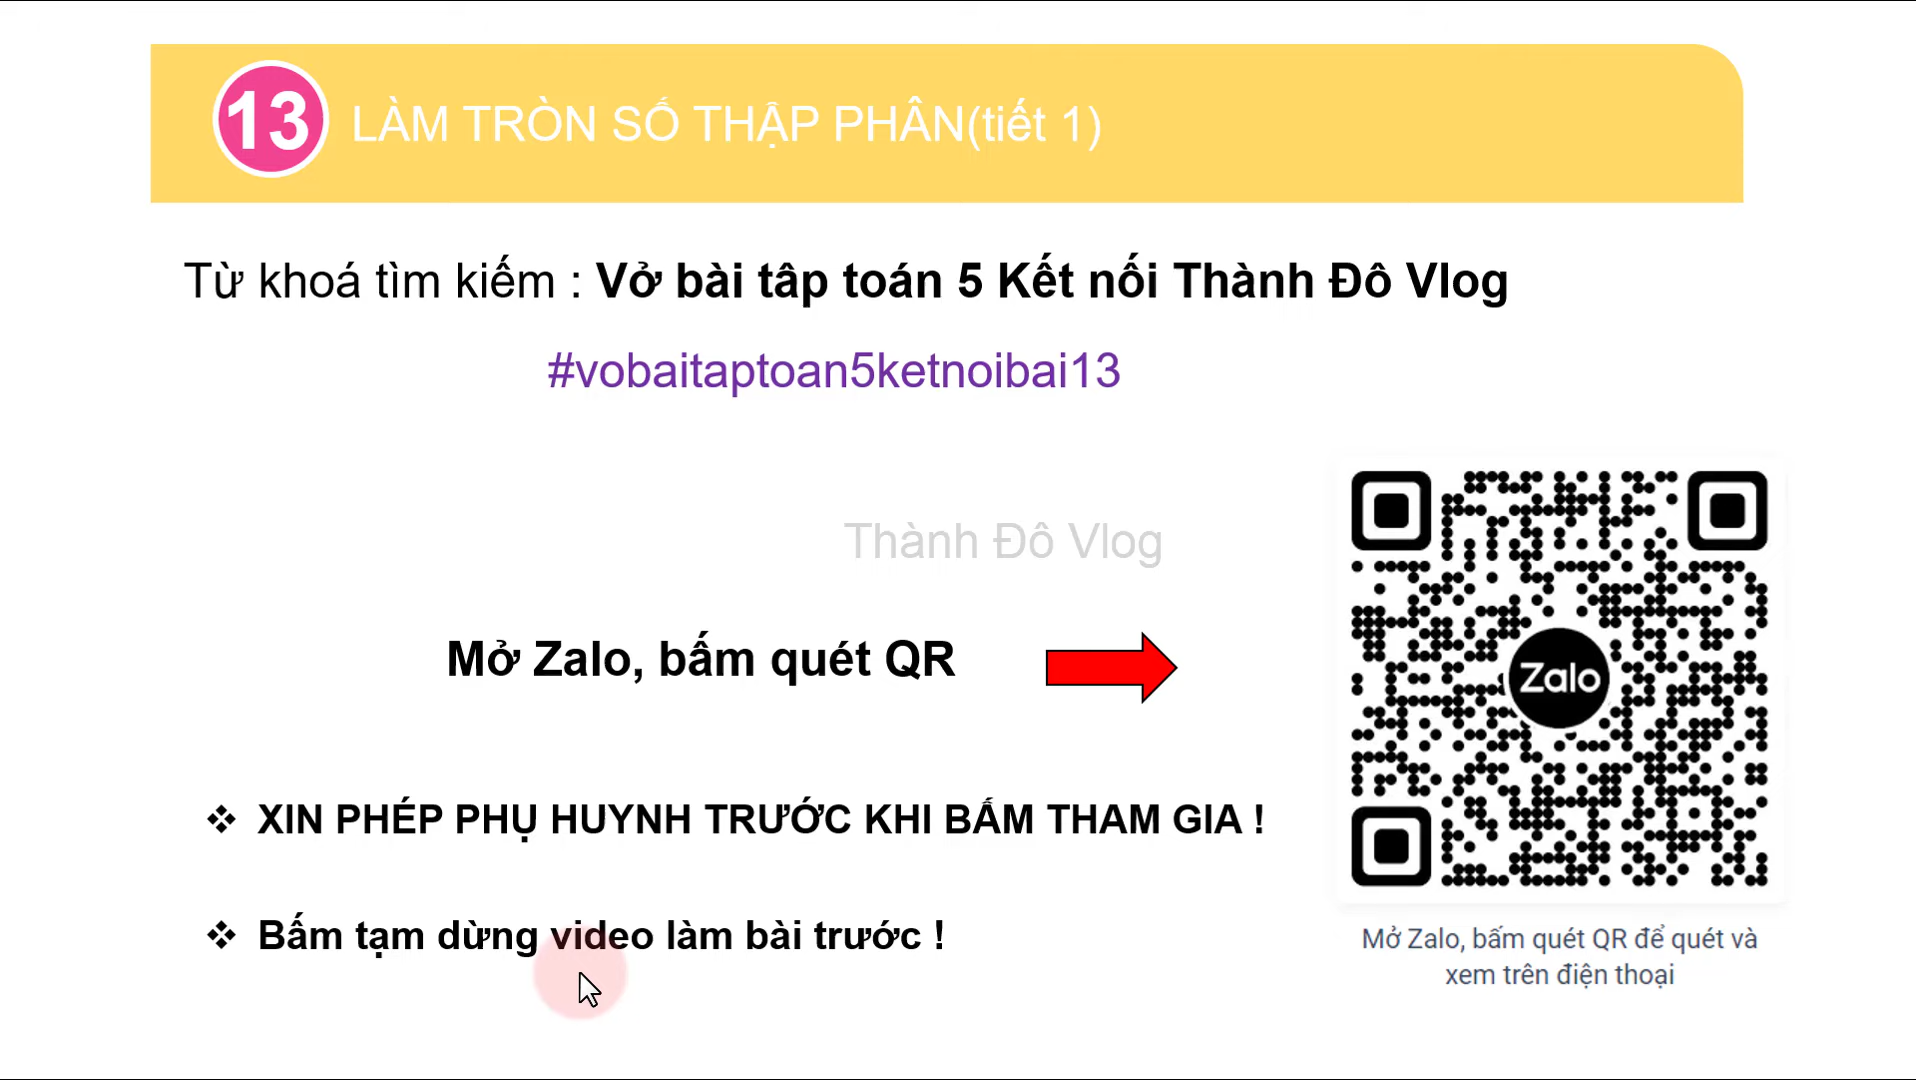 13 LÀM TRÒN SỐ THẬP PHÂN(tiết 1)
Từ khoá tìm kiếm : Vở bài tâp toán 5 Kết nối Thành Đô Vlog
#vobaitaptoan5ketnoibai13
Thành Đô Vlog
Mở Zalo, bấm quét QR
Zalo
XIN PHÉP PHỤ HUYNH TRƯỚC KHI BẤM THAM GIA !
Bấm tạm dừng video làm bài trước !
Mở Zalo, bấm quét QR để quét và
xem trên điện thoại